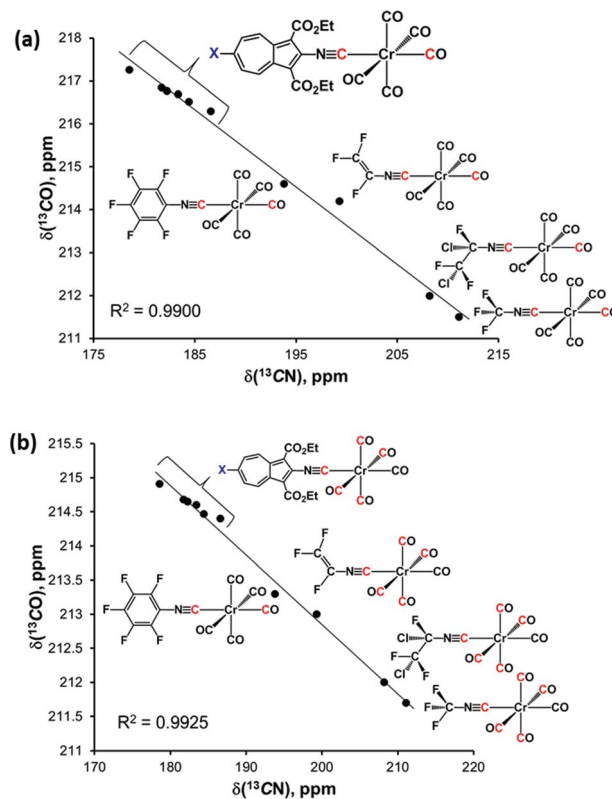 (a)
218
217
216
215
214
213
212
211
175
185
195
205
215
δ(¹³CO), ppm
δ(¹³CN), ppm
R² = 0.9900
X
CO₂Et
CO₂Et
N≡C
Cr
CO
CO
CO
OC
CO
F
F
F
F
F
N≡C
Cr
CO
CO
CO
OC
CO
F
F
F
N≡C
Cr
CO
CO
CO
OC
CO
F
Cl
F
Cl
F
N≡C
Cr
CO
CO
CO
OC
CO
F
F
F
N≡C
Cr
CO
CO
CO
OC
CO
(b)
215.5
215
214.5
214
213.5
213
212.5
212
211.5
211
170
180
190
200
210
220
δ(¹³CO), ppm
δ(¹³CN), ppm
R² = 0.9925
X
CO₂Et
CO₂Et
N≡C
Cr
CO
CO
CO
OC
CO
F
F
F
F
F
N≡C
Cr
CO
CO
CO
OC
CO
F
F
F
N≡C
Cr
CO
CO
CO
OC
CO
F
Cl
F
Cl
F
N≡C
Cr
CO
CO
CO
OC
CO
F
F
F
N≡C
Cr
CO
CO
CO
OC
CO